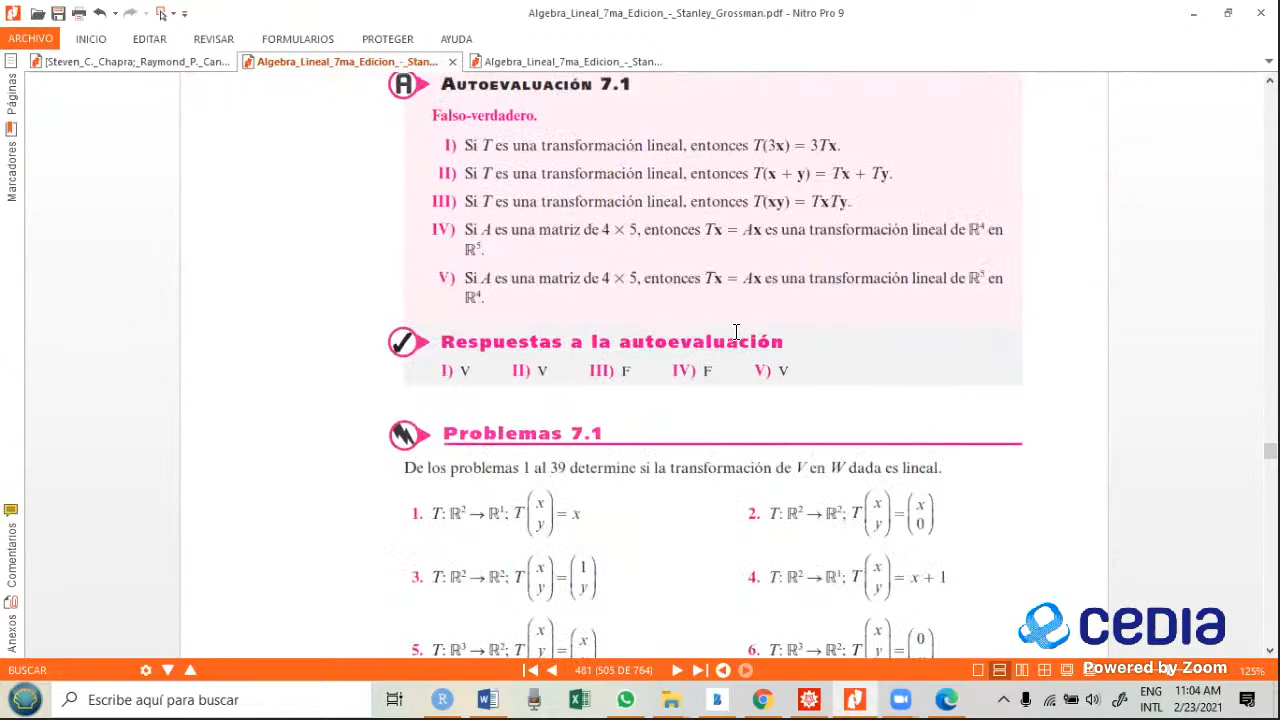 Algebra_Lineal_7ma_Edicion_-_Stanley_Grossman.pdf - Nitro Pro 9
ARCHIVO INICIO EDITAR REVISAR FORMULARIOS PROTEGER AYUDA
[Steven_C._Chapra;_Raymond_P._Can... Algebra_Lineal_7ma_Edicion_-_Stan... Algebra_Lineal_7ma_Edicion_-_Stan...
Páginas
Marcadores
Comentarios
Anexos
A AUTOEVALUACIÓN 7.1
Falso-verdadero.
I) Si T es una transformación lineal, entonces T(3x) = 3Tx.
II) Si T es una transformación lineal, entonces T(x + y) = Tx + Ty.
III) Si T es una transformación lineal, entonces T(xy) = TxTy.
IV) Si A es una matriz de 4 × 5, entonces Tx = Ax es una transformación lineal de ℝ⁴ en
ℝ⁵.
V) Si A es una matriz de 4 × 5, entonces Tx = Ax es una transformación lineal de ℝ⁵ en
ℝ⁴.
Respuestas a la autoevaluación
I) V II) V III) F IV) F V) V
Problemas 7.1
De los problemas 1 al 39 determine si la transformación de V en W dada es lineal.
1. T: ℝ² → ℝ¹; T(x y) = x 2. T: ℝ² → ℝ²; T(x y) = (x 0)
3. T: ℝ² → ℝ²; T(x y) = (1 y) 4. T: ℝ² → ℝ¹; T(x y) = x + 1
5. T: ℝ³ → ℝ²; T(x y = (x 6. T: ℝ³ → ℝ²; T(x y = (0
cedia
Powered by Zoom
BUSCAR 481 (505 DE 764) 125%
Escribe aquí para buscar
ENG
INTL
11:04 AM
2/23/2021